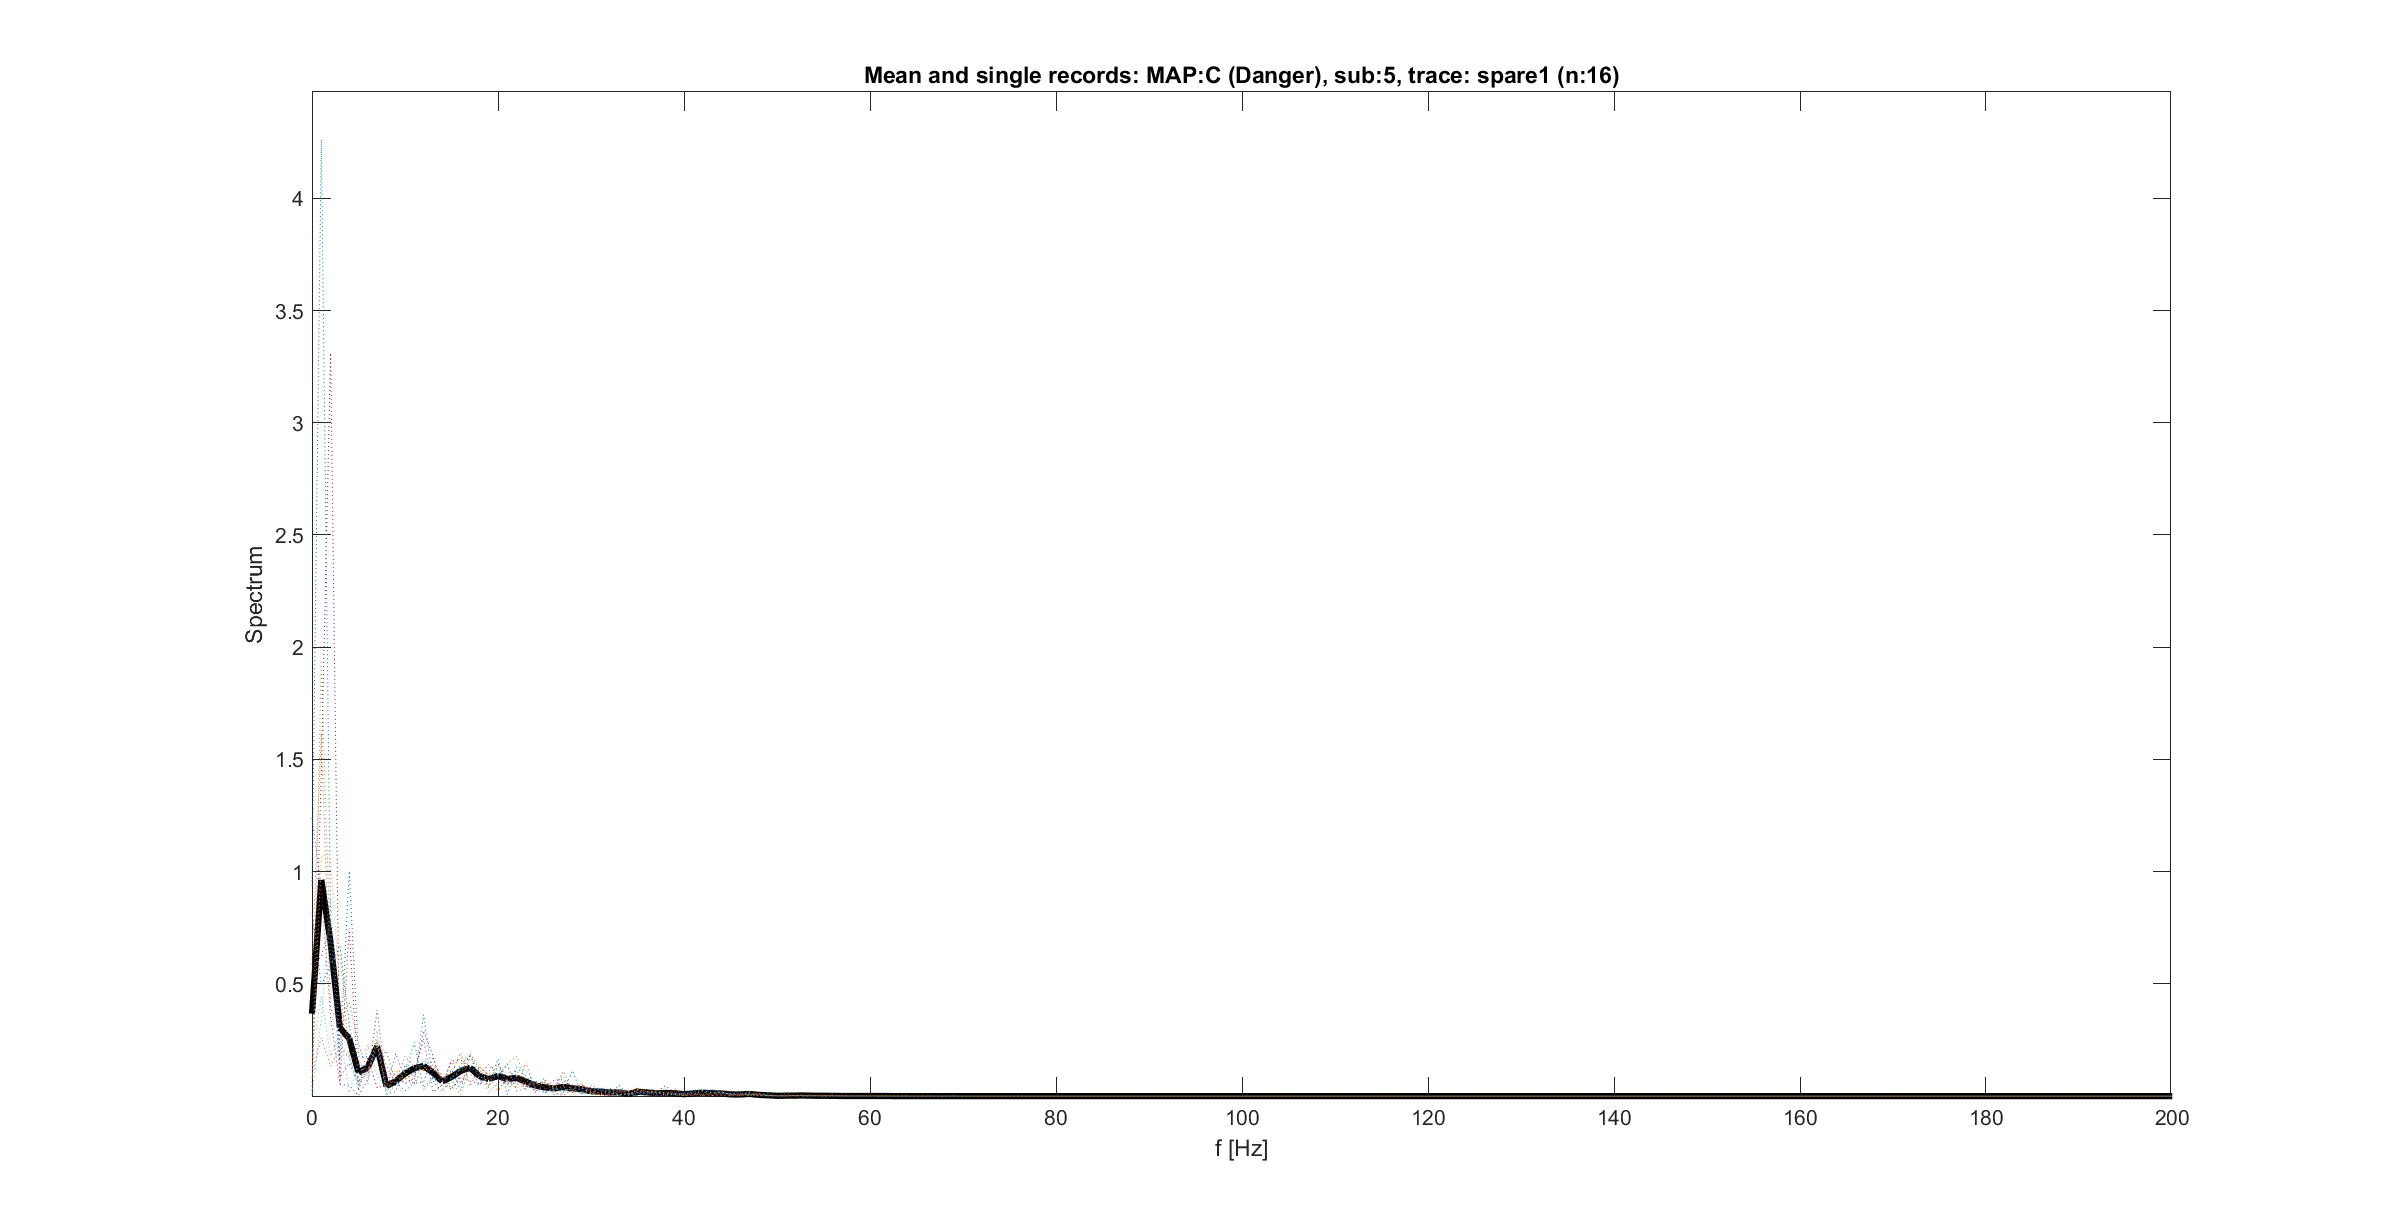 Mean and single records: MAP:C (Danger), sub:5, trace: spare1 (n:16)
4
3.5
3
2.5
2
1.5
1
0.5
Spectrum
0 20 40 60 80 100 120 140 160 180 200
f [Hz]